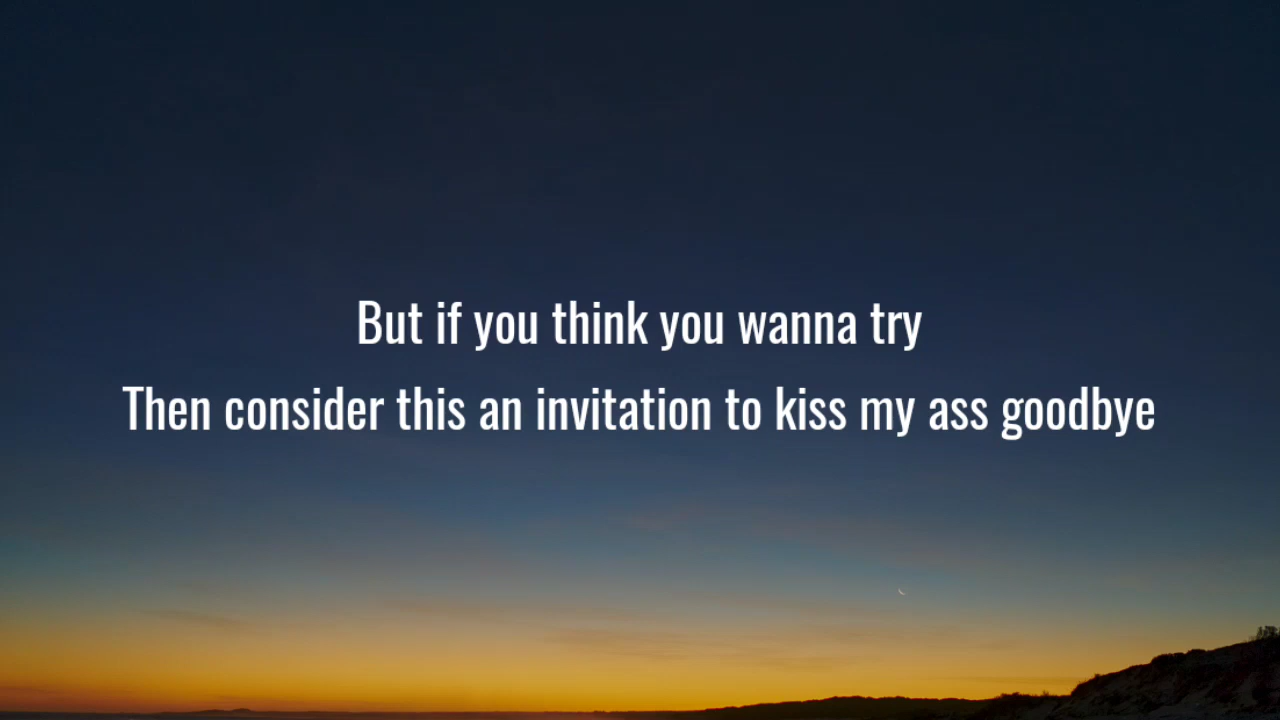 But if you think you wanna try
Then consider this an invitation to kiss my ass goodbye